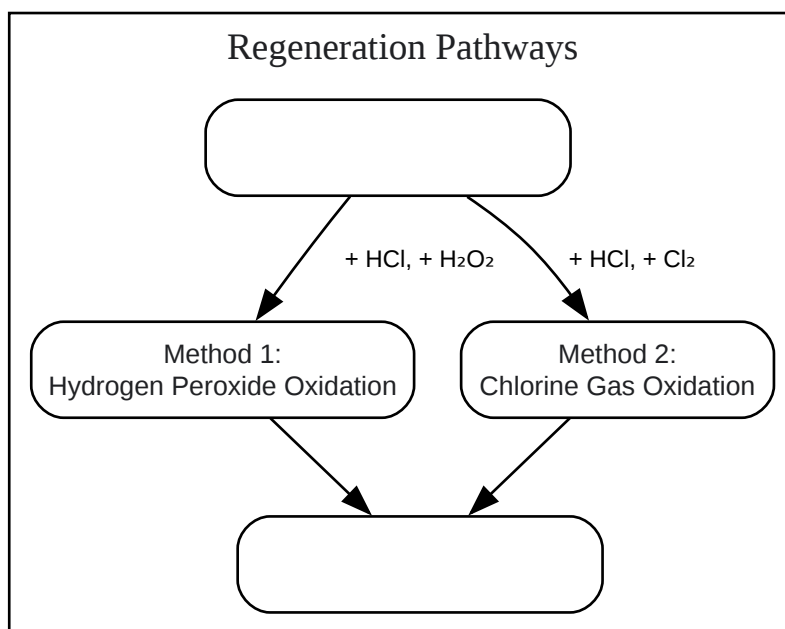 Regeneration Pathways
+ HCl, + H₂O₂
+ HCl, + Cl₂
Method 1:
Hydrogen Peroxide Oxidation
Method 2:
Chlorine Gas Oxidation